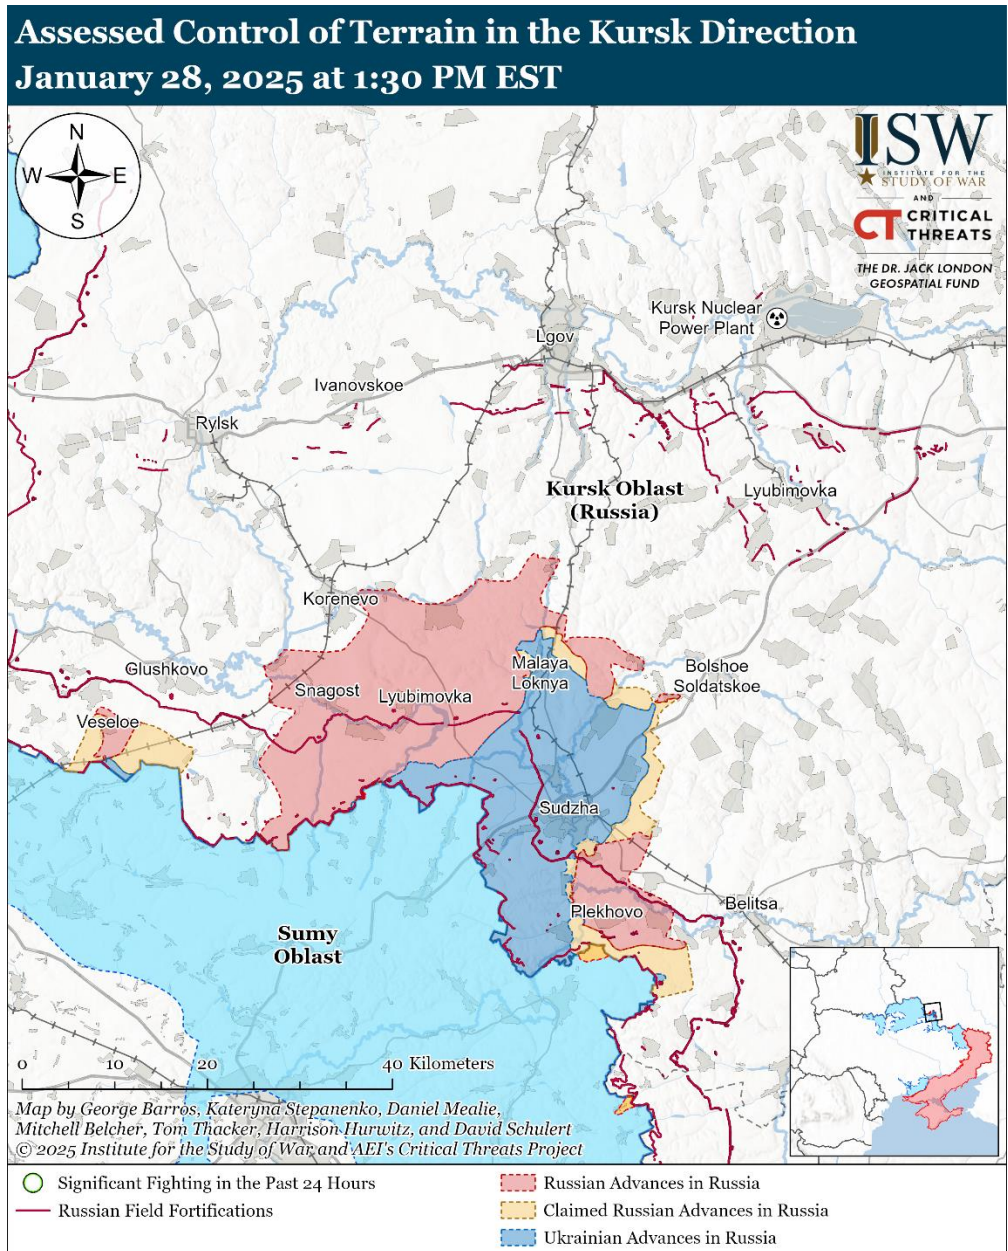 Assessed Control of Terrain in the Kursk Direction
January 28, 2025 at 1:30 PM EST
N
W E
S
ISW
INSTITUTE FOR THE
STUDY OF WAR
AND
CT CRITICAL
THREATS
THE DR. JACK LONDON
GEOSPATIAL FUND
Kursk Nuclear
Power Plant
Lgov
Ivanovskoe
Rylsk
Kursk Oblast
(Russia)
Lyubimovka
Korenevo
Glushkovo
Malaya
Loknya
Bolshoe
Soldatskoe
Snagost
Lyubimovka
Veseloe
Sudzha
Plekhovo
Belitsa
Sumy
Oblast
0 20 40 Kilometers
Map by George Barros, Kateryna Stepanenko, Daniel Mealie,
Mitchell Belcher, Tom Thacker, Harrison Hurwitz, and David Schulert
© 2025 Institute for the Study of War and AEI's Critical Threats Project
Significant Fighting in the Past 24 Hours
Russian Field Fortifications
Russian Advances in Russia
Claimed Russian Advances in Russia
Ukrainian Advances in Russia